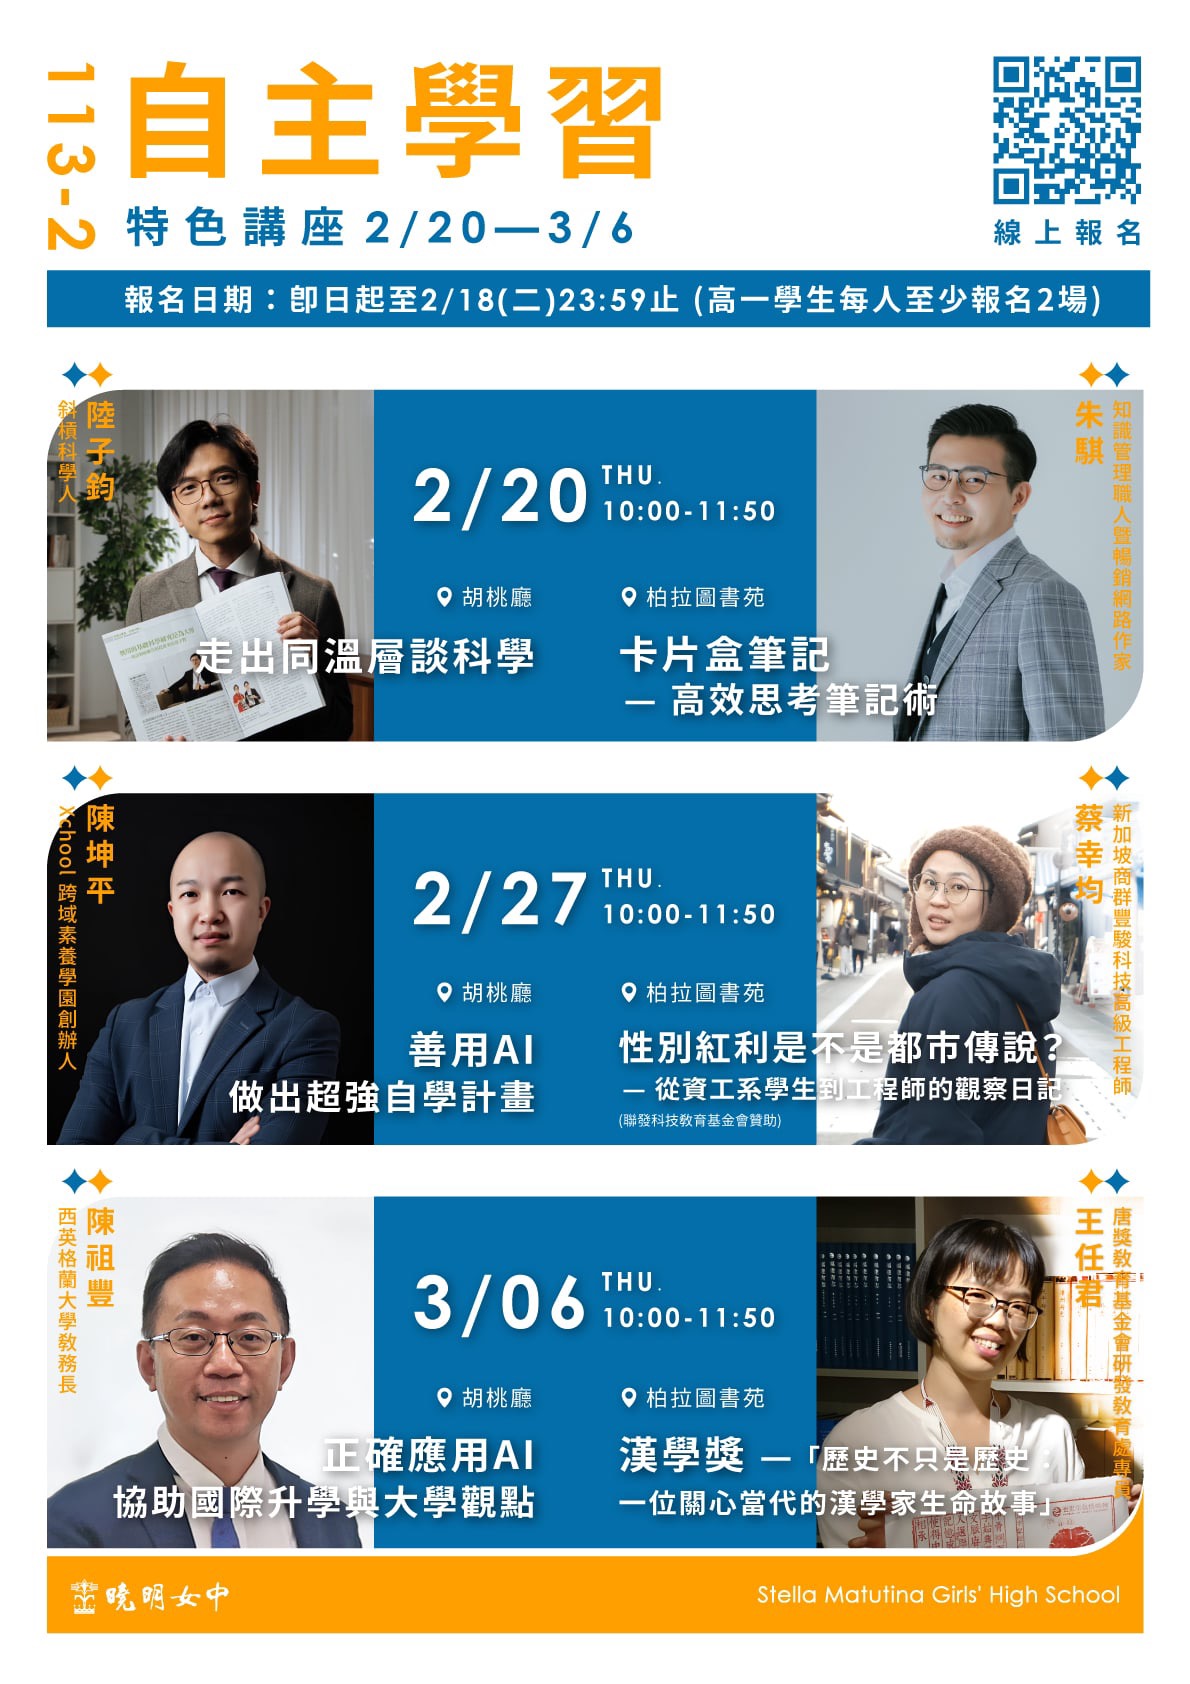 113-2
自主學習
特色講座 2/20—3/6
線上報名
報名日期：即日起至2/18(二)23:59止 (高一學生每人至少報名2場)
陸子鈞
斜槓科學人
2/20 THU.
10:00-11:50
胡桃廳
走出同溫層談科學
柏拉圖書苑
卡片盒筆記
— 高效思考筆記術
朱騏
知識管理職人暨暢銷網路作家
陳坤平
Xchool 跨域素養學園創辦人
2/27 THU.
10:00-11:50
胡桃廳
善用AI
做出超強自學計畫
柏拉圖書苑
性別紅利是不是都市傳說?
— 從資工系學生到工程師的觀察日記
(聯發科技教育基金會贊助)
蔡幸均
新加坡商群豐駿科技高級工程師
陳祖豐
西英格蘭大學教務長
3/06 THU.
10:00-11:50
胡桃廳
正確應用AI
協助國際升學與大學觀點
柏拉圖書苑
漢學獎 —「歷史不只是歷史：
一位關心當代的漢學家生命故事」
王任君
唐獎教育基金會研發教育處專員
曉明女中
Stella Matutina Girls' High School